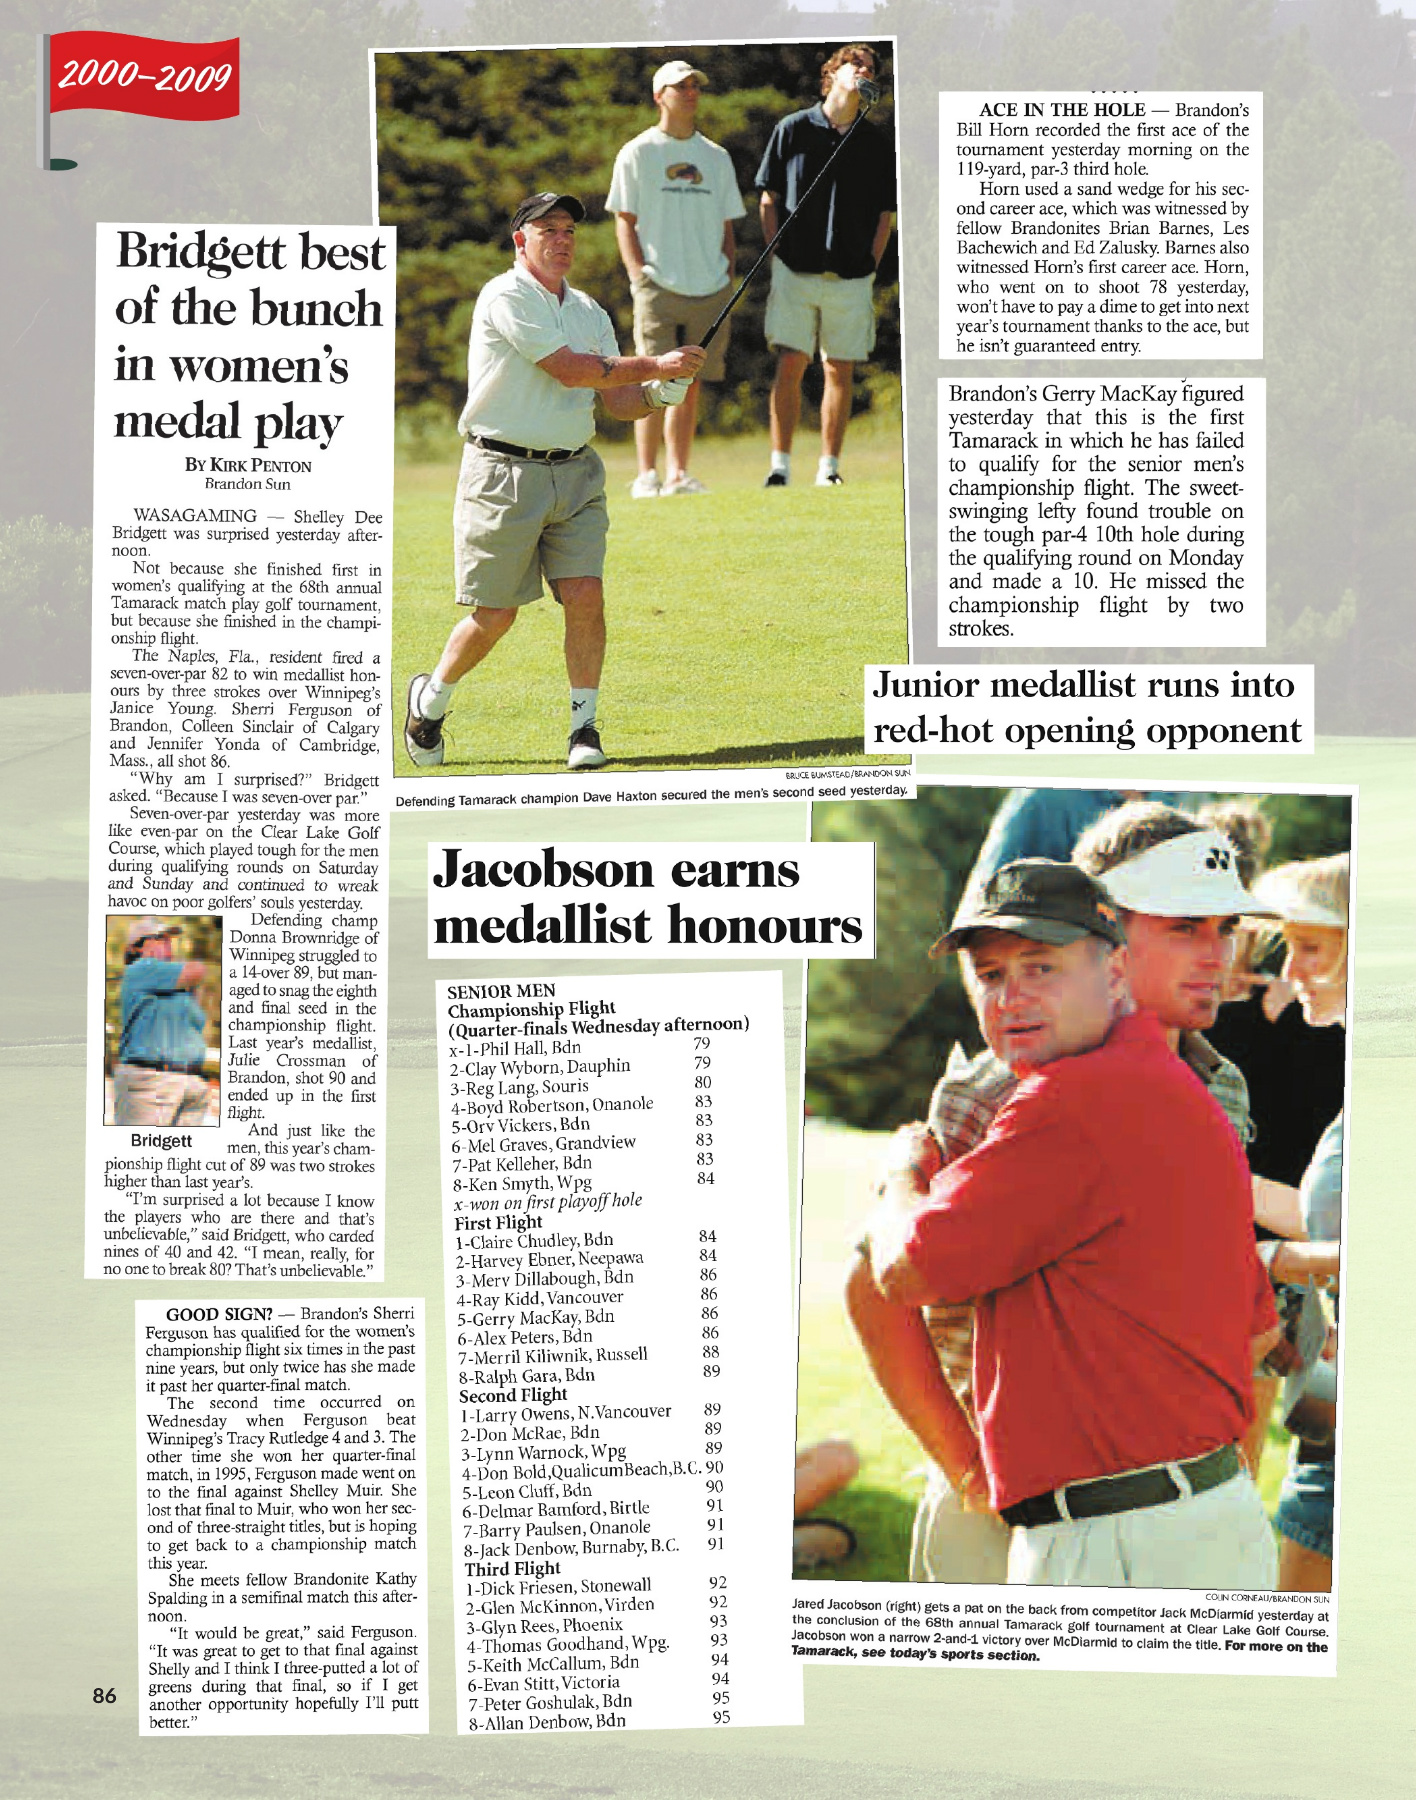 2000–2009
Bridgett best
of the bunch
in women's
medal play
BY KIRK PENTON
Brandon Sun
WASAGAMING — Shelley Dee
Bridgett was surprised yesterday after-
noon.
Not because she finished first in
women's qualifying at the 68th annual
Tamarack match play golf tournament,
but because she finished in the champi-
onship flight.
The Naples, Fla., resident fired a
seven-over-par 82 to win medallist hon-
ours by three strokes over Winnipeg's
Janice Young. Sherri Ferguson of
Brandon, Colleen Sinclair of Calgary
and Jennifer Yonda of Cambridge,
Mass., all shot 86.
"Why am I surprised?" Bridgett
asked. "Because I was seven-over par."
Seven-over-par yesterday was more
like even-par on the Clear Lake Golf
Course, which played tough for the men
during qualifying rounds on Saturday
and Sunday and continued to wreak
havoc on poor golfers' souls yesterday.
Defending champ
Donna Brownridge of
Winnipeg struggled to
a 14-over 89, but man-
aged to snag the eighth
and final seed in the
championship flight.
Last year's medallist,
Julie Crossman of
Brandon, shot 90 and
ended up in the first
flight.
Bridgett
And just like the
men, this year's cham-
pionship flight cut of 89 was two strokes
higher than last year's.
"I'm surprised a lot because I know
the players who are there and that's
unbelievable," said Bridgett, who carded
nines of 40 and 42. "I mean, really, for
no one to break 80? That's unbelievable."
GOOD SIGN? — Brandon's Sherri
Ferguson has qualified for the women's
championship flight six times in the past
nine years, but only twice has she made
it past her quarter-final match.
The second time occurred on
Wednesday when Ferguson beat
Winnipeg's Tracy Rutledge 4 and 3. The
other time she won her quarter-final
match, in 1995, Ferguson made went on
to the final against Shelley Muir. She
lost that final to Muir, who won her sec-
ond of three-straight titles, but is hoping
to get back to a championship match
this year.
She meets fellow Brandonite Kathy
Spalding in a semifinal match this after-
noon.
"It would be great," said Ferguson.
"It was great to get to that final against
Shelly and I think I three-putted a lot of
greens during that final, so if I get
another opportunity hopefully I'll putt
better."
86
BRUCE BUMSTEAD/BRANDON SUN
Defending Tamarack champion Dave Haxton secured the men's second seed yesterday.
Jacobson earns
medallist honours
SENIOR MEN
Championship Flight
(Quarter-finals Wednesday afternoon)
x-1-Phil Hall, Bdn 79
2-Clay Wyborn, Dauphin 79
3-Reg Lang, Souris 80
4-Boyd Robertson, Onanole 83
5-Orv Vickers, Bdn 83
6-Mel Graves, Grandview 83
7-Pat Kelleher, Bdn 83
8-Ken Smyth, Wpg 84
x-won on first playoff hole
First Flight
1-Claire Chudley, Bdn 84
2-Harvey Ebner, Neepawa 84
3-Merv Dillabough, Bdn 86
4-Ray Kidd, Vancouver 86
5-Gerry MacKay, Bdn 86
6-Alex Peters, Bdn 86
7-Merril Kiliwnik, Russell 88
8-Ralph Gara, Bdn 89
Second Flight
1-Larry Owens, N.Vancouver 89
2-Don McRae, Bdn 89
3-Lynn Warnock, Wpg 89
4-Don Bold,QualicumBeach,B.C. 90
5-Leon Cluff, Bdn 90
6-Delmar Bamford, Birtle 91
7-Barry Paulsen, Onanole 91
8-Jack Denbow, Burnaby, B.C. 91
Third Flight
1-Dick Friesen, Stonewall 92
2-Glen McKinnon, Virden 92
3-Glyn Rees, Phoenix 93
4-Thomas Goodhand, Wpg. 93
5-Keith McCallum, Bdn 94
6-Evan Stitt, Victoria 94
7-Peter Goshulak, Bdn 95
8-Allan Denbow, Bdn 95
ACE IN THE HOLE — Brandon's
Bill Horn recorded the first ace of the
tournament yesterday morning on the
119-yard, par-3 third hole.
Horn used a sand wedge for his sec-
ond career ace, which was witnessed by
fellow Brandonites Brian Barnes, Les
Bachewich and Ed Zalusky. Barnes also
witnessed Horn's first career ace. Horn,
who went on to shoot 78 yesterday,
won't have to pay a dime to get into next
year's tournament thanks to the ace, but
he isn't guaranteed entry.
Brandon's Gerry MacKay figured
yesterday that this is the first
Tamarack in which he has failed
to qualify for the senior men's
championship flight. The sweet-
swinging lefty found trouble on
the tough par-4 10th hole during
the qualifying round on Monday
and made a 10. He missed the
championship flight by two
strokes.
Junior medallist runs into
red-hot opening opponent
COLIN CORNEAU/BRANDON SUN
Jared Jacobson (right) gets a pat on the back from competitor Jack McDiarmid yesterday at
the conclusion of the 68th annual Tamarack golf tournament at Clear Lake Golf Course.
Jacobson won a narrow 2-and-1 victory over McDiarmid to claim the title. For more on the
Tamarack, see today's sports section.